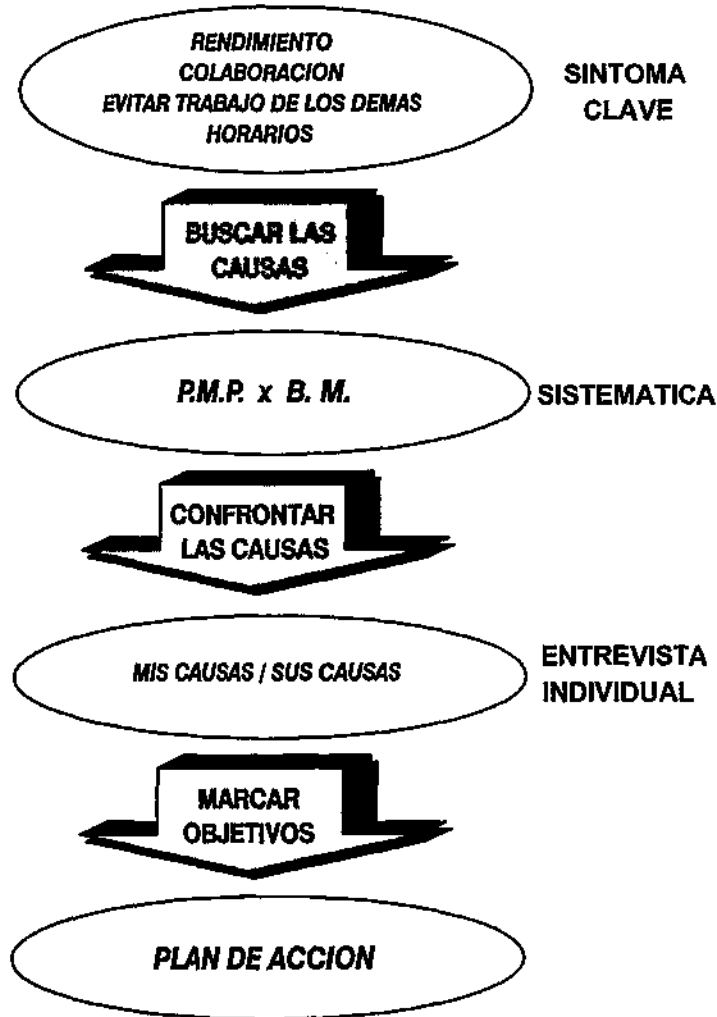 RENDIMIENTO
COLABORACION
EVITAR TRABAJO DE LOS DEMAS
HORARIOS
SINTOMA
CLAVE
BUSCAR LAS
CAUSAS
P.M.P. x B. M.
SISTEMATICA
CONFRONTAR
LAS CAUSAS
MIS CAUSAS / SUS CAUSAS
ENTREVISTA
INDIVIDUAL
MARCAR
OBJETIVOS
PLAN DE ACCION